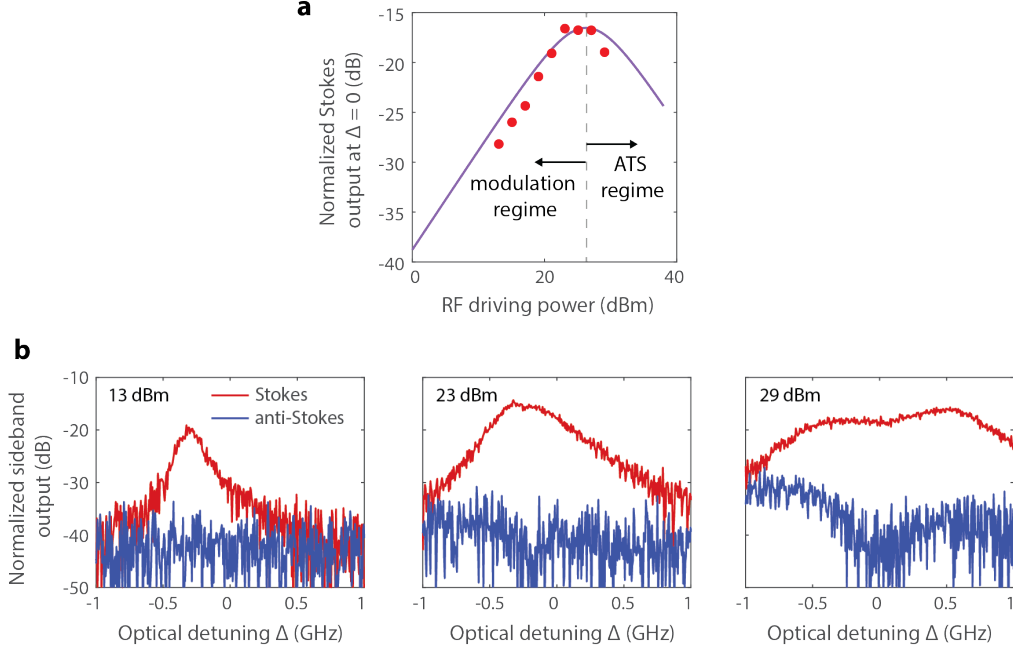 a
Normalized Stokes
output at Δ = 0 (dB)
-15
-20
-25
-30
-35
-40
modulation
regime
ATS
regime
0
20
40
RF driving power (dBm)
b
Normalized sideband
output (dB)
-10
-20
-30
-40
-50
13 dBm
Stokes
anti-Stokes
-1
-0.5
0
0.5
1
Optical detuning Δ (GHz)
23 dBm
-1
-0.5
0
0.5
1
Optical detuning Δ (GHz)
29 dBm
-1
-0.5
0
0.5
1
Optical detuning Δ (GHz)